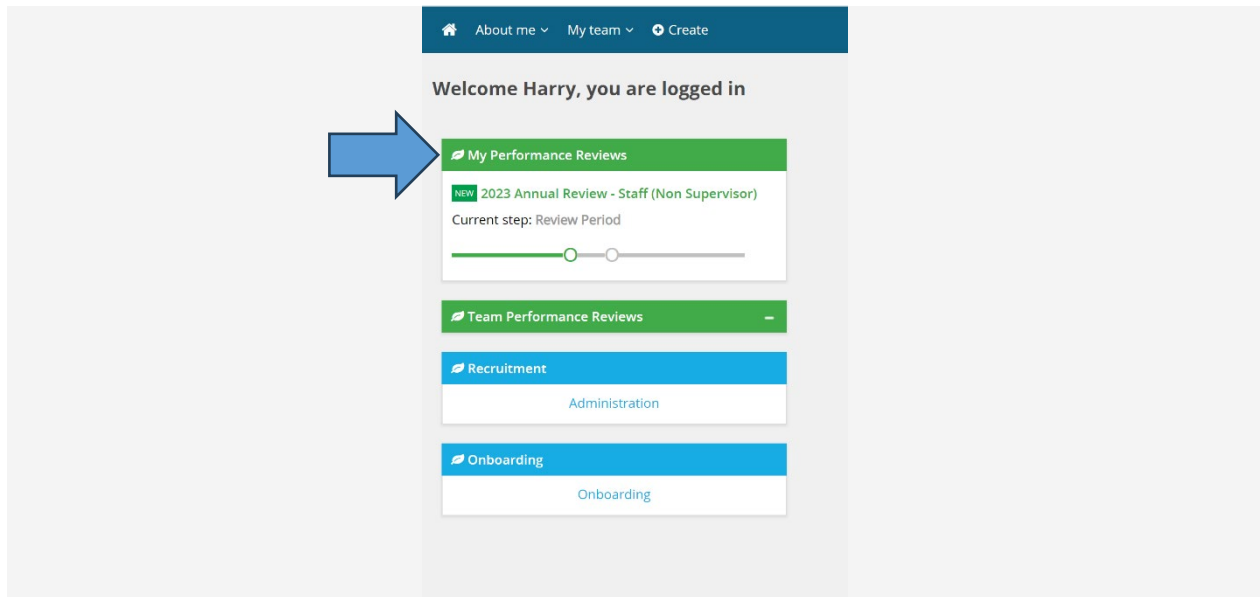 About me My team Create
Welcome Harry, you are logged in
My Performance Reviews
NEW 2023 Annual Review - Staff (Non Supervisor)
Current step: Review Period
Team Performance Reviews
Recruitment
Administration
Onboarding
Onboarding